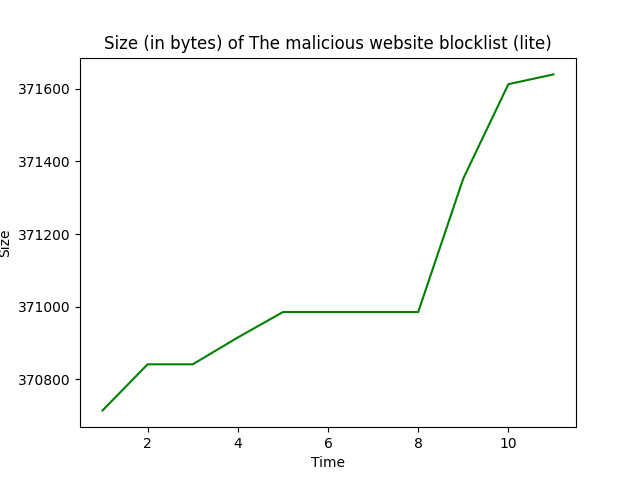 Size (in bytes) of The malicious website blocklist (lite)
371600
371400
371200
371000
370800
Size
2 4 6 8 10
Time